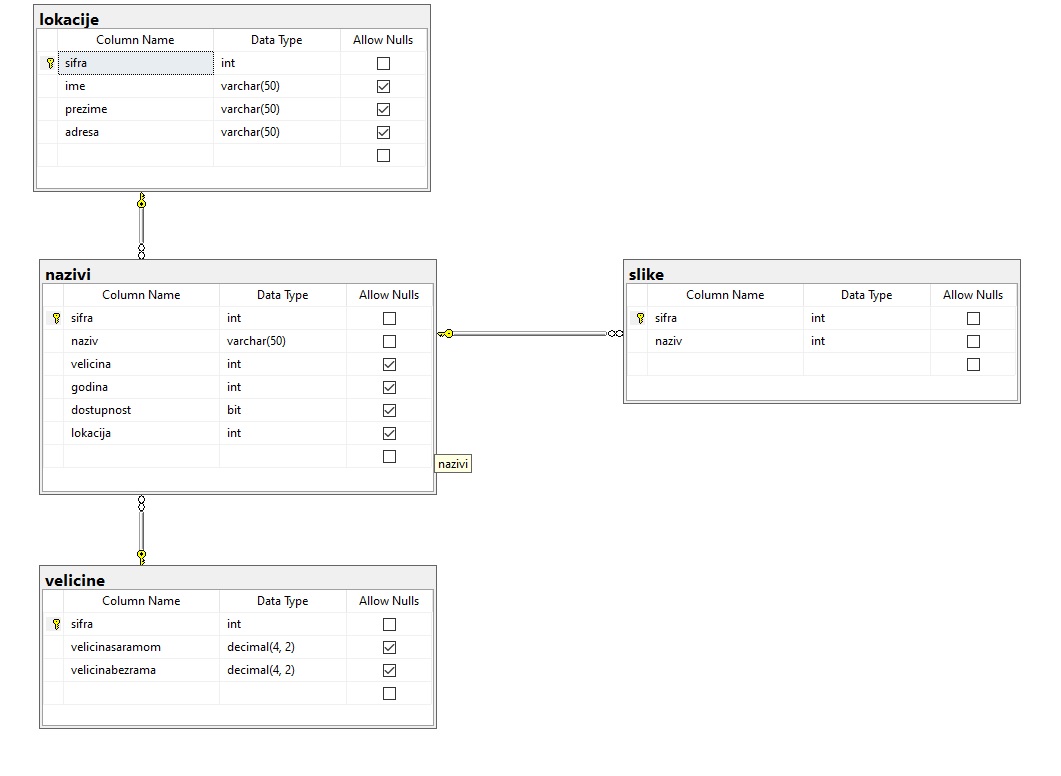 lokacije
Column Name Data Type Allow Nulls
sifra int
ime varchar(50)
prezime varchar(50)
adresa varchar(50)
nazivi
Column Name Data Type Allow Nulls
sifra int
naziv varchar(50)
velicina int
godina int
dostupnost bit
lokacija int
nazivi
slike
Column Name Data Type Allow Nulls
sifra int
naziv int
velicine
Column Name Data Type Allow Nulls
sifra int
velicinasaramom decimal(4, 2)
velicinabezrama decimal(4, 2)